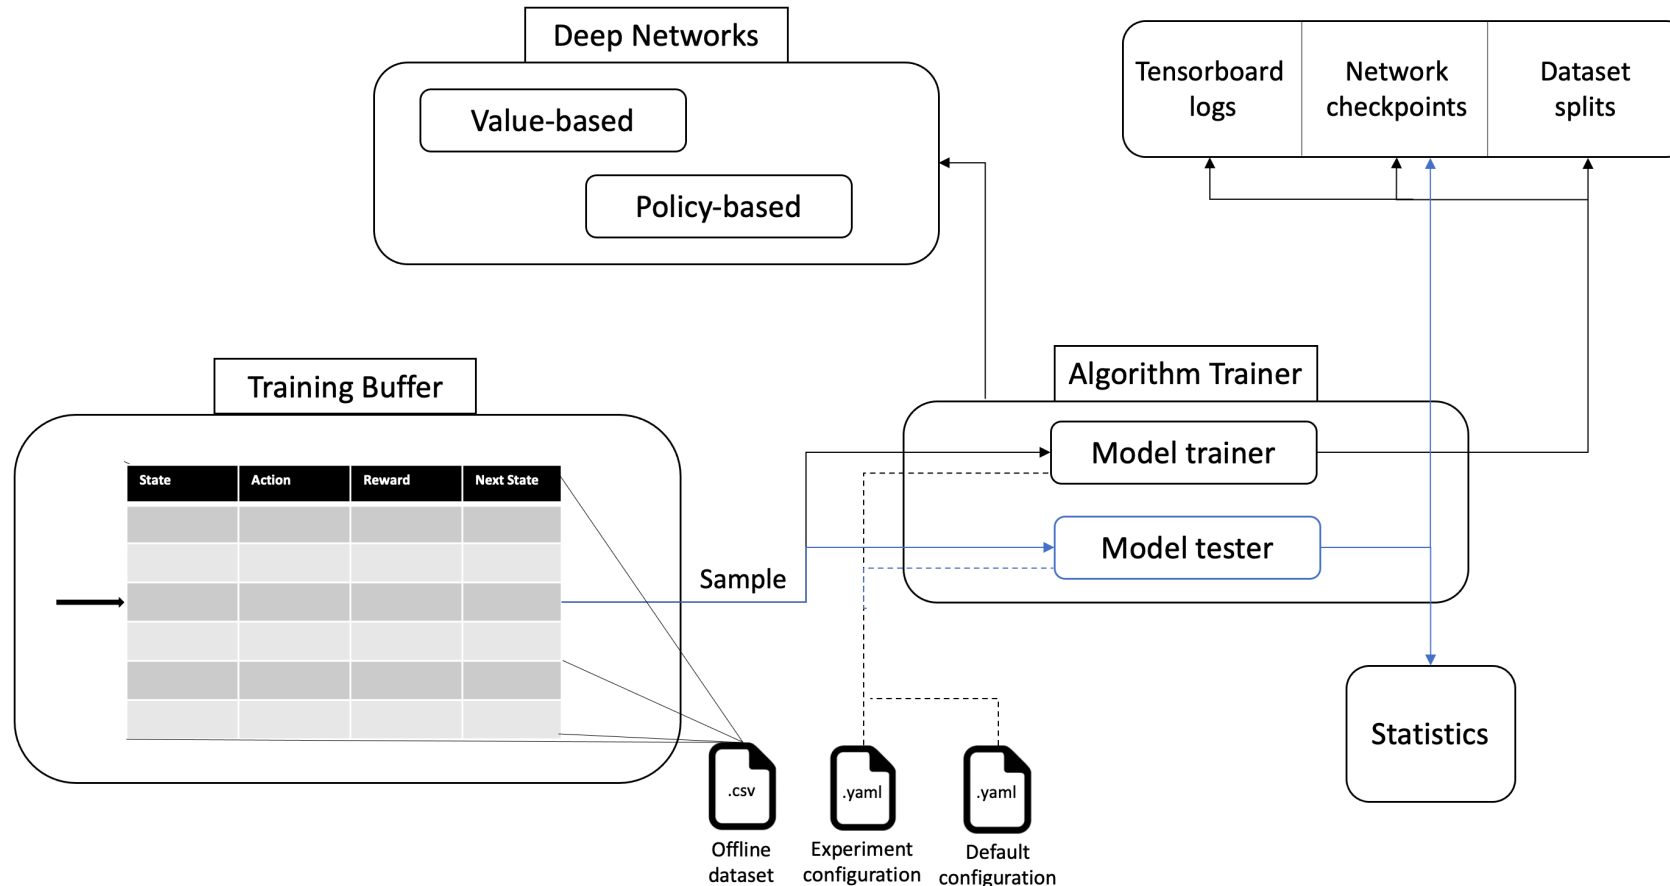 Deep Networks
Value-based
Policy-based
Tensorboard
logs
Network
checkpoints
Dataset
splits
Training Buffer
State
Action
Reward
Next State
Sample
Algorithm Trainer
Model trainer
Model tester
Statistics
.csv
Offline
dataset
.yaml
Experiment
configuration
.yaml
Default
configuration